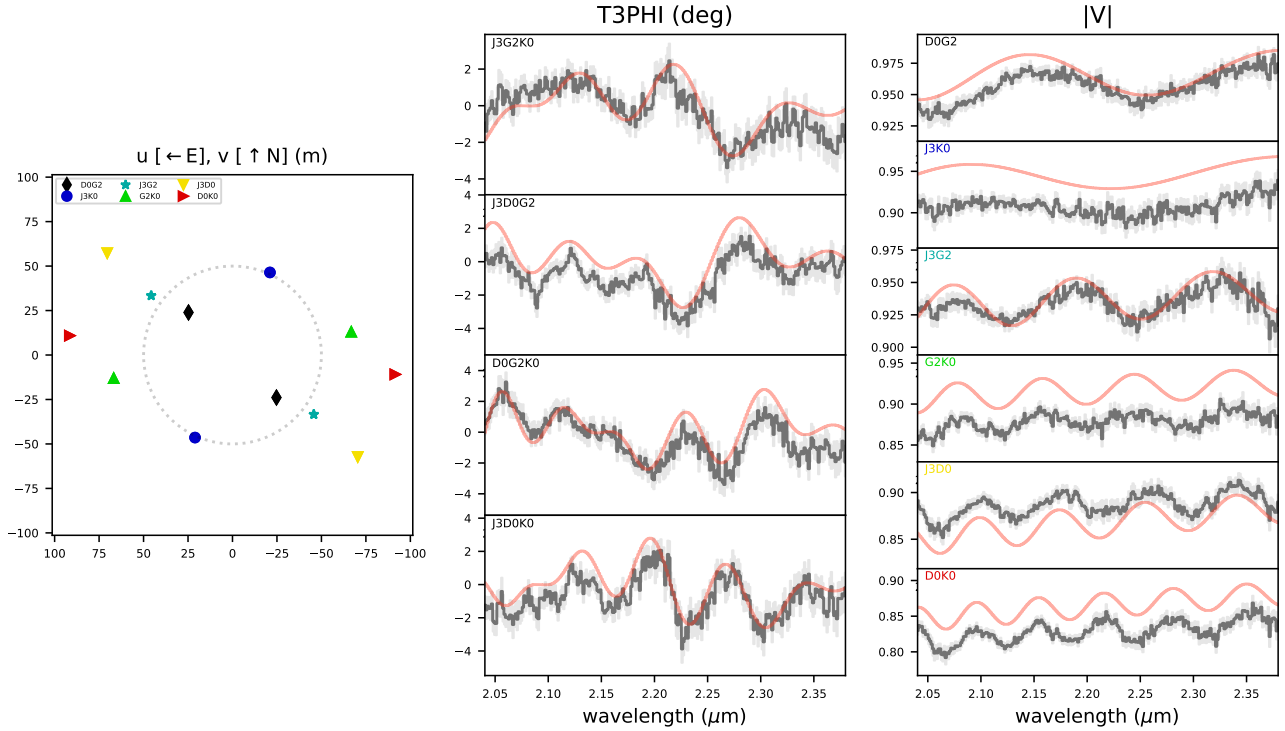 u [←E], v [↑N] (m)
D0G2 J3G2 J3D0
J3K0 G2K0 D0K0
100
75
50
25
0
−25
−50
−75
−100
100 75 50 25 0 −25 −50 −75 −100
T3PHI (deg)
J3G2K0
2
0
−2
−4
J3D0G2
4
2
0
−2
−4
D0G2K0
4
2
0
−2
−4
J3D0K0
4
2
0
−2
−4
2.05 2.10 2.15 2.20 2.25 2.30 2.35
wavelength (μm)
|V|
D0G2
0.975
0.950
0.925
J3K0
0.95
0.90
J3G2
0.975
0.950
0.925
0.900
G2K0
0.95
0.90
0.85
J3D0
0.90
0.85
D0K0
0.90
0.85
0.80
2.05 2.10 2.15 2.20 2.25 2.30 2.35
wavelength (μm)